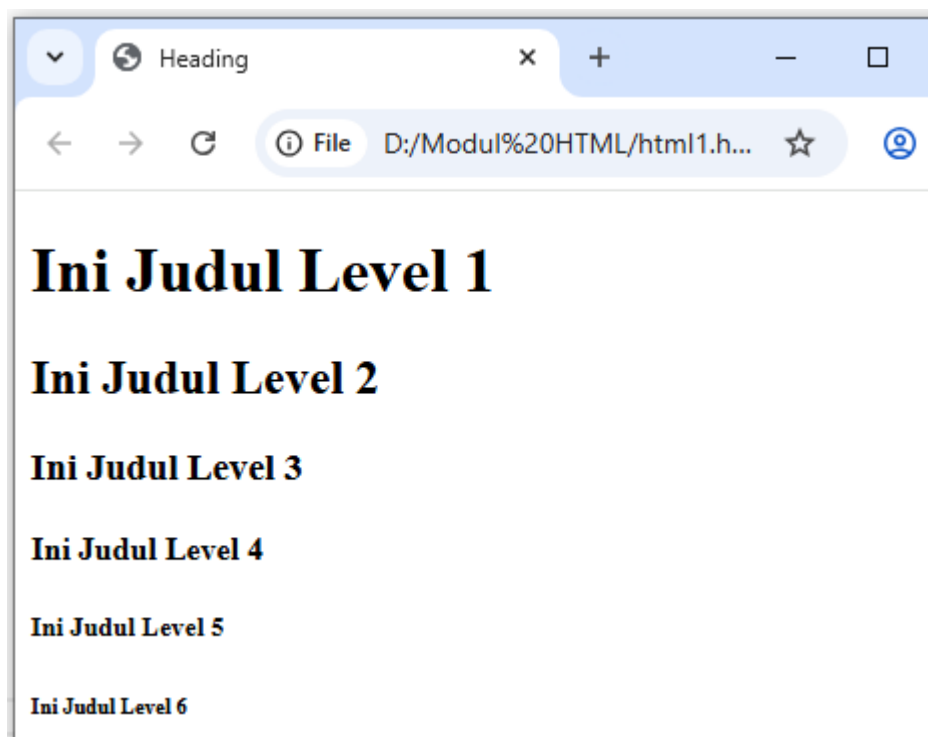 Heading
File D:/Modul%20HTML/html1.h...
Ini Judul Level 1
Ini Judul Level 2
Ini Judul Level 3
Ini Judul Level 4
Ini Judul Level 5
Ini Judul Level 6